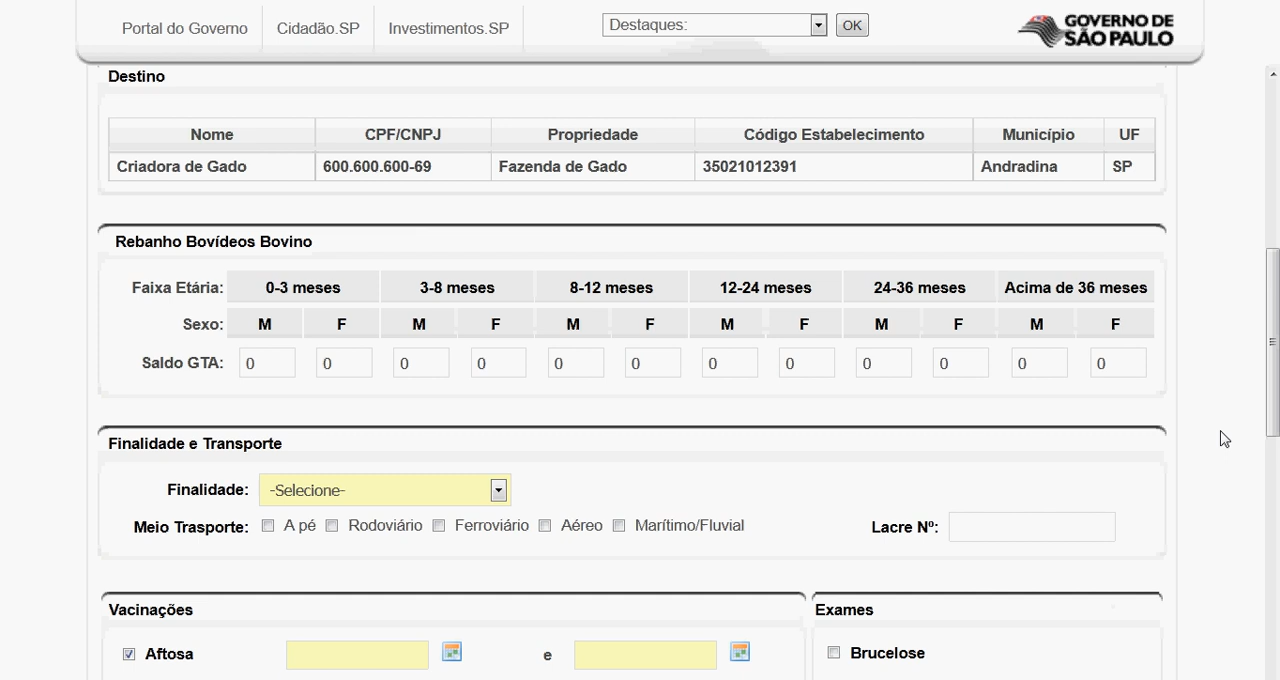 Portal do Governo Cidadão.SP Investimentos.SP Destaques: OK GOVERNO DE SÃO PAULO
Destino
Nome CPF/CNPJ Propriedade Código Estabelecimento Município UF
Criadora de Gado 600.600.600-69 Fazenda de Gado 35021012391 Andradina SP
Rebanho Bovídeos Bovino
Faixa Etária: 0-3 meses 3-8 meses 8-12 meses 12-24 meses 24-36 meses Acima de 36 meses
Sexo: M F M F M F M F M F M F
Saldo GTA: 0 0 0 0 0 0 0 0 0 0 0 0
Finalidade e Transporte
Finalidade: -Selecione-
Meio Trasporte: A pé Rodoviário Ferroviário Aéreo Marítimo/Fluvial Lacre Nº:
Vacinações Exames
Aftosa e Brucelose